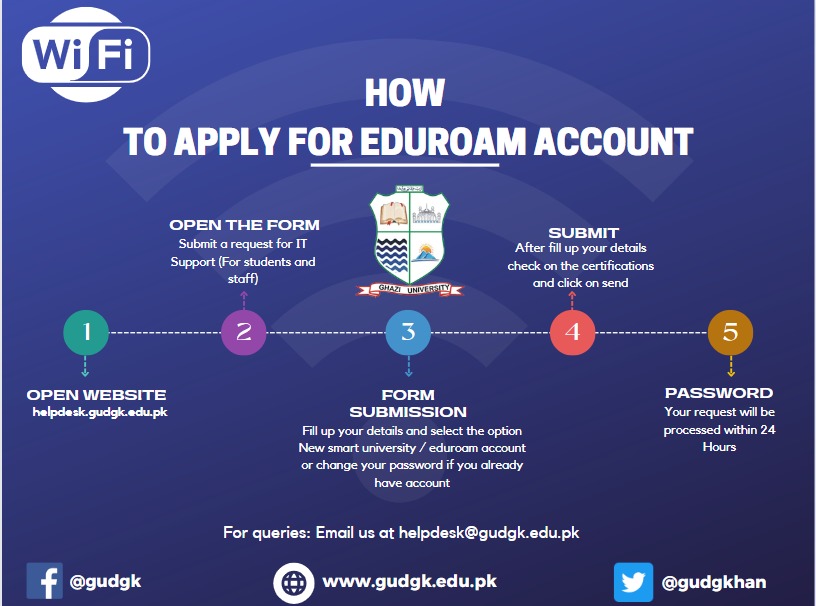 Wi Fi
HOW
TO APPLY FOR EDUROAM ACCOUNT
GHAZI UNIVERSITY
OPEN THE FORM
Submit a request for IT
Support (For students and
staff)
SUBMIT
After fill up your details
check on the certifications
and click on send
1
2
3
4
5
OPEN WEBSITE
helpdesk.gudgk.edu.pk
FORM
SUBMISSION
Fill up your details and select the option
New smart university / eduroam account
or change your password if you already
have account
PASSWORD
Your request will be
processed within 24
Hours
For queries: Email us at helpdesk@gudgk.edu.pk
@gudgk
www.gudgk.edu.pk
@gudgkhan